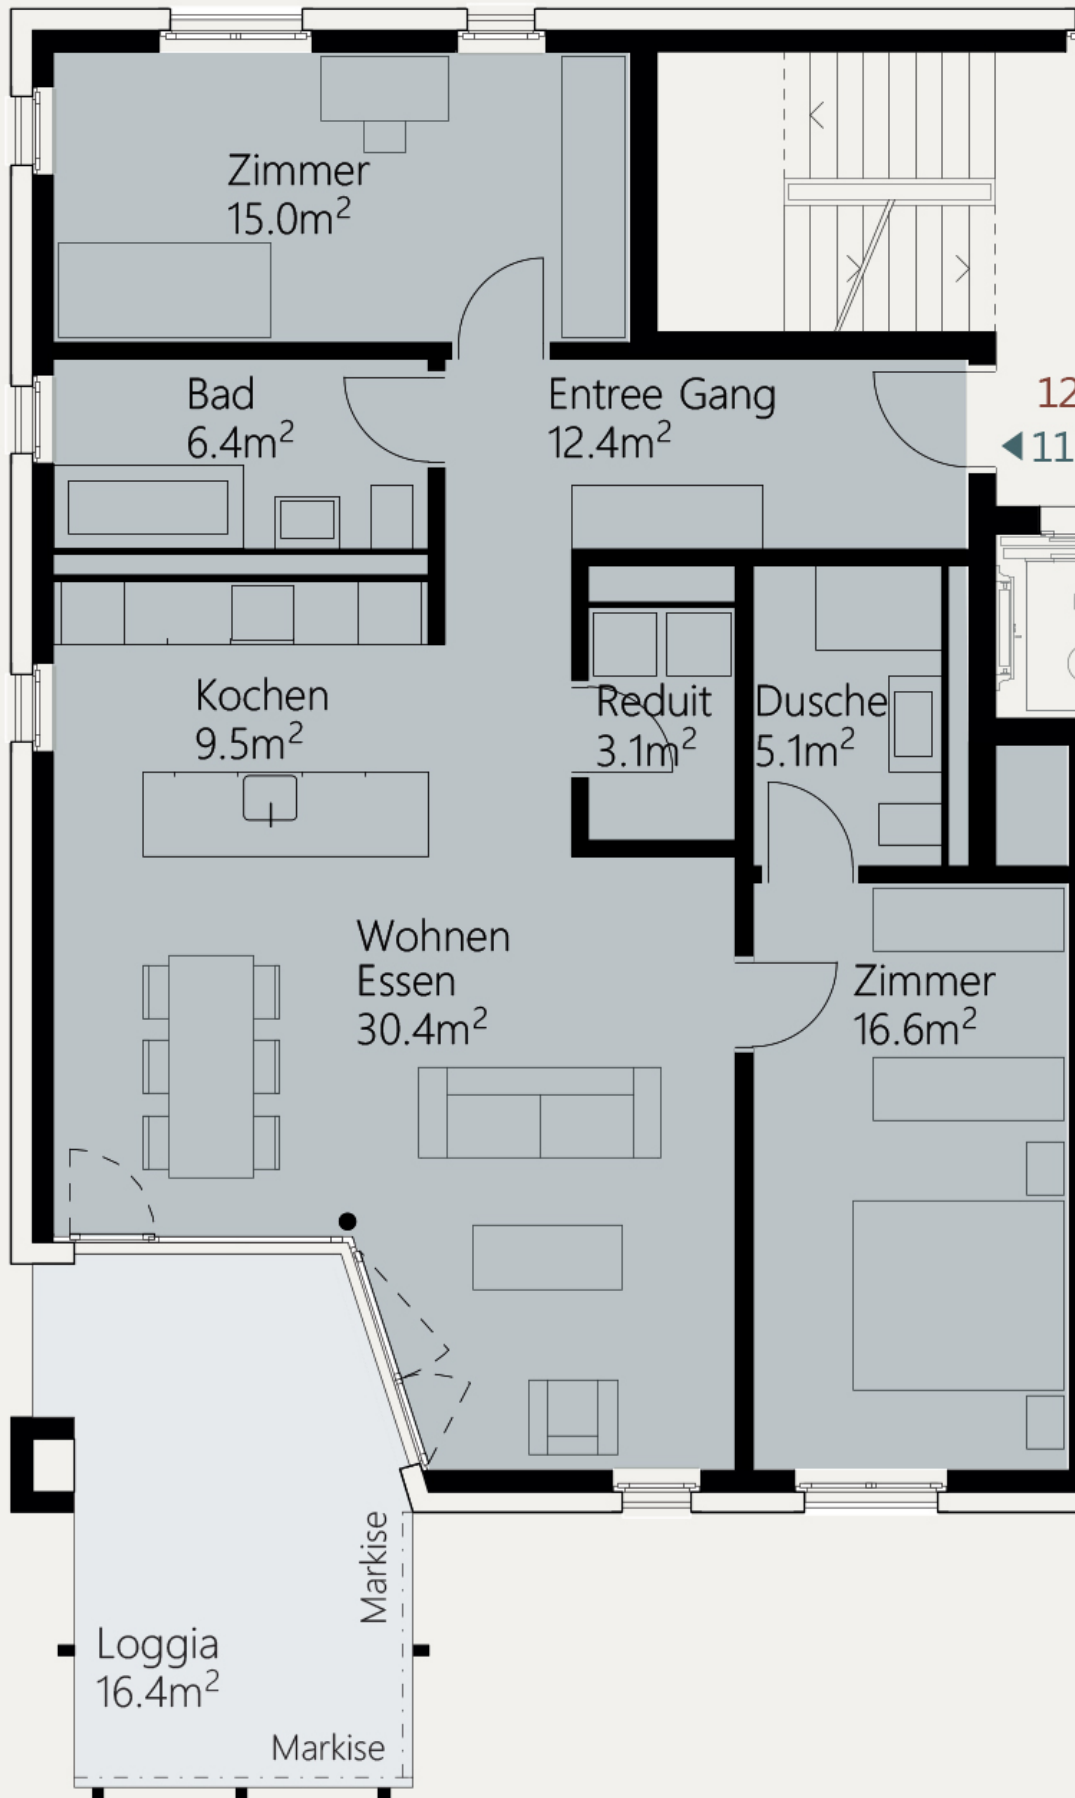 Zimmer
15.0m²
Bad
6.4m²
Entree Gang
12.4m²
12
11
Kochen
9.5m²
Reduit
3.1m²
Dusche
5.1m²
Wohnen
Essen
30.4m²
Zimmer
16.6m²
Markise
Loggia
16.4m²
Markise